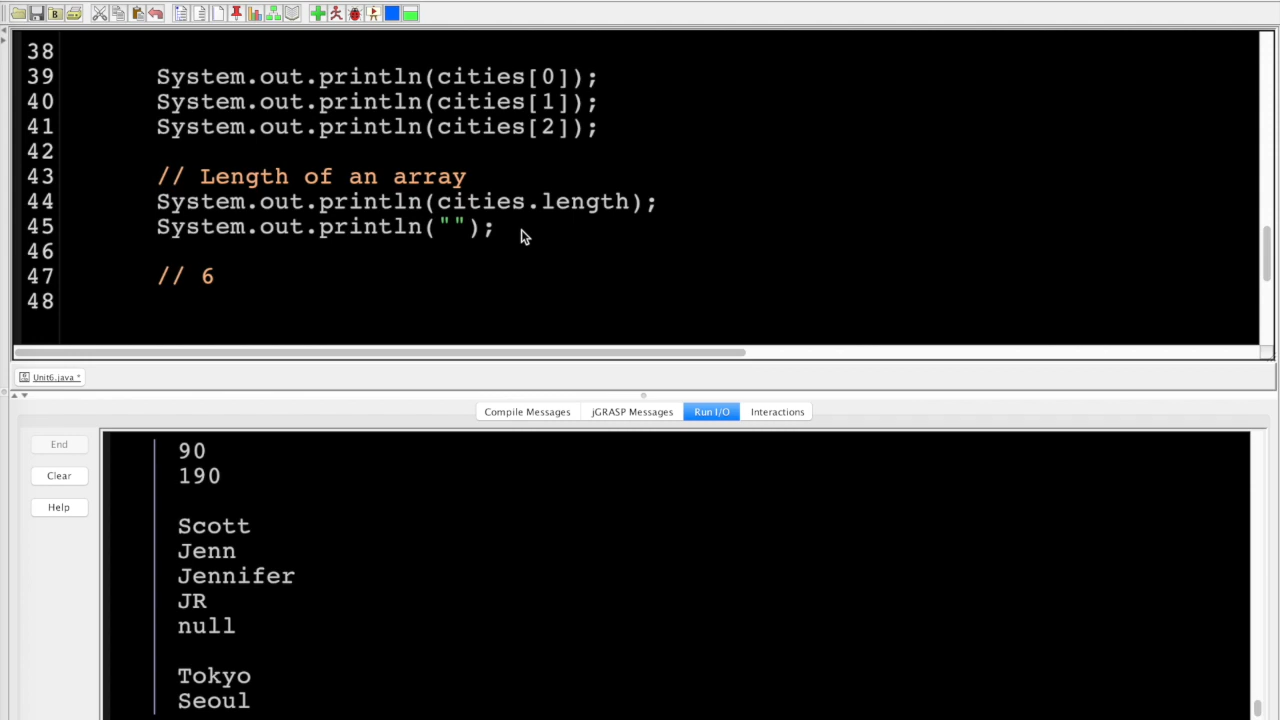 38
39 System.out.println(cities[0]);
40 System.out.println(cities[1]);
41 System.out.println(cities[2]);
42
43 // Length of an array
44 System.out.println(cities.length);
45 System.out.println("");
46
47 // 6
48
Unit6.java *
Compile Messages jGRASP Messages Run I/O Interactions
End
Clear
Help
90
190
Scott
Jenn
Jennifer
JR
null
Tokyo
Seoul